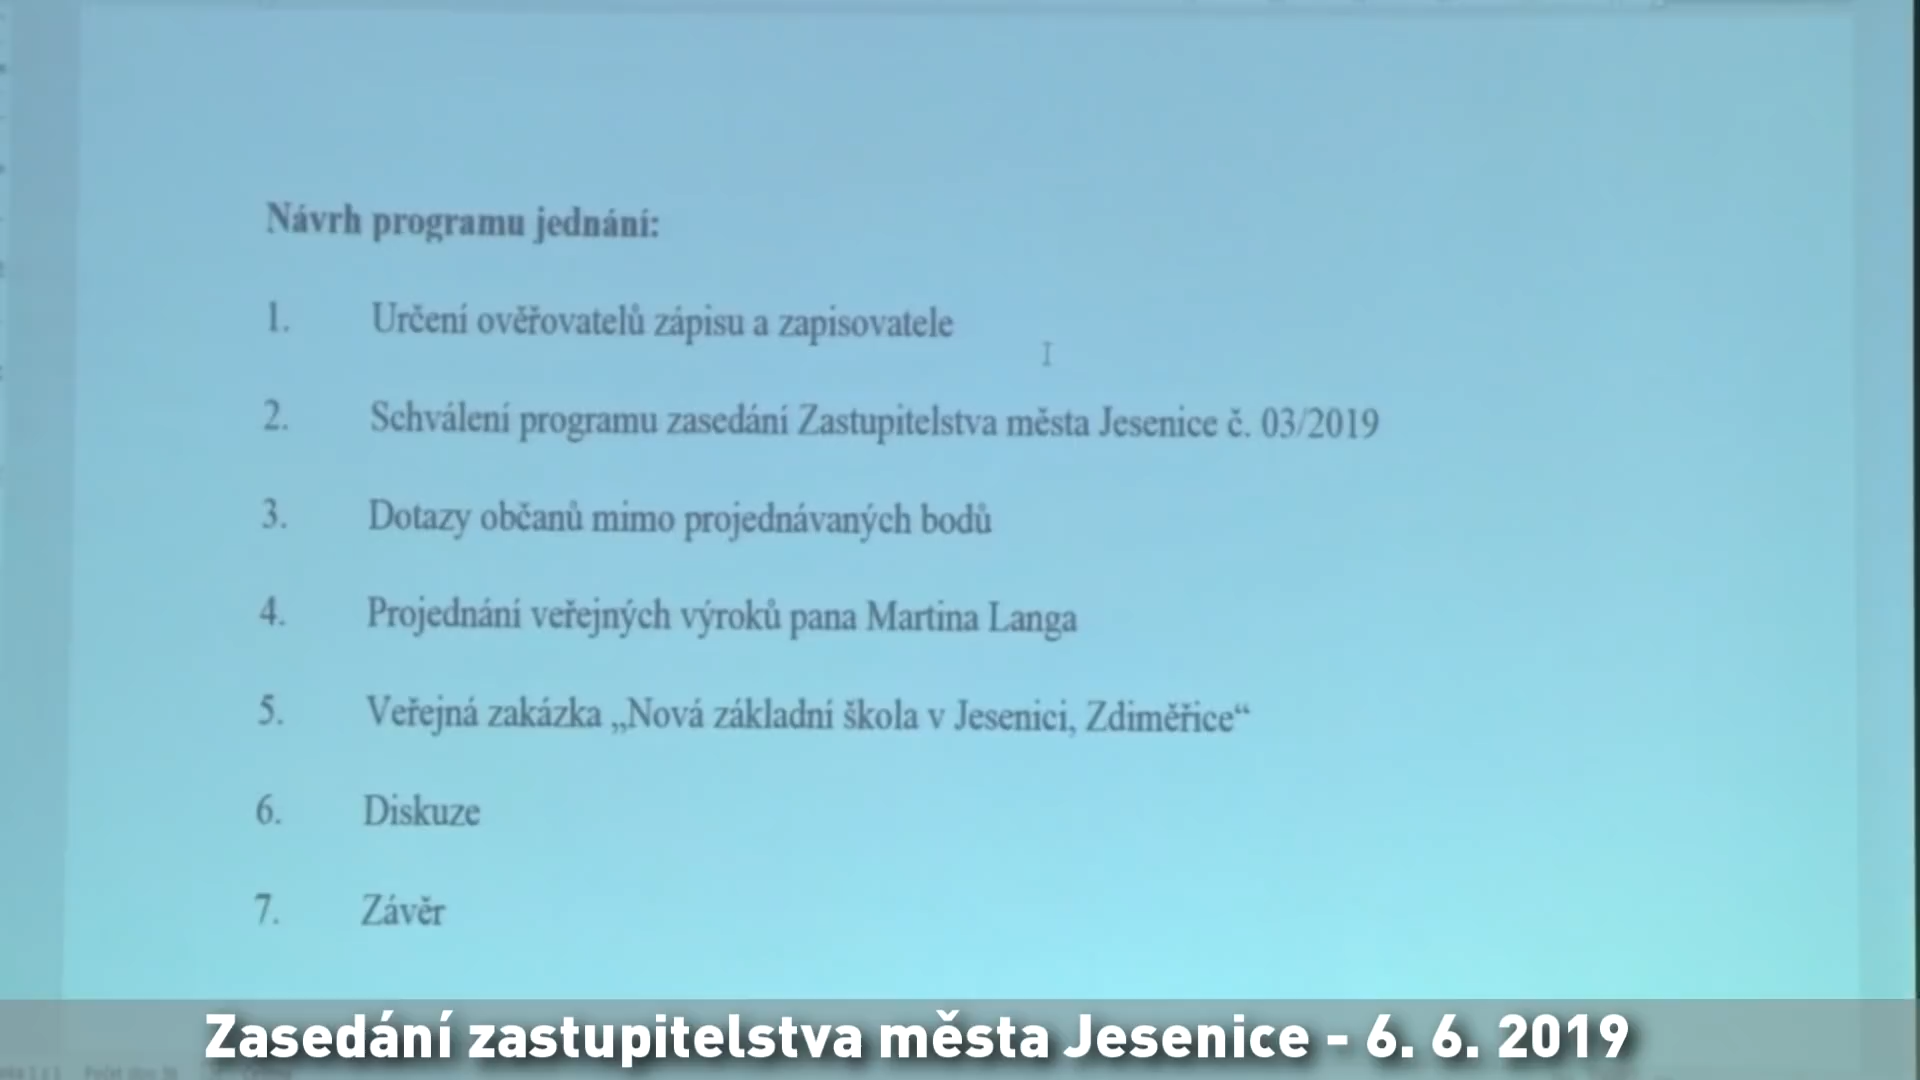 Návrh programu jednání:
1. Určení ověřovatelů zápisu a zapisovatele
2. Schválení programu zasedání Zastupitelstva města Jesenice č. 03/2019
3. Dotazy občanů mimo projednávaných bodů
4. Projednání veřejných výroků pana Martina Langa
5. Veřejná zakázka „Nová základní škola v Jesenici, Zdiměřice“
6. Diskuze
7. Závěr
Zasedání zastupitelstva města Jesenice - 6. 6. 2019